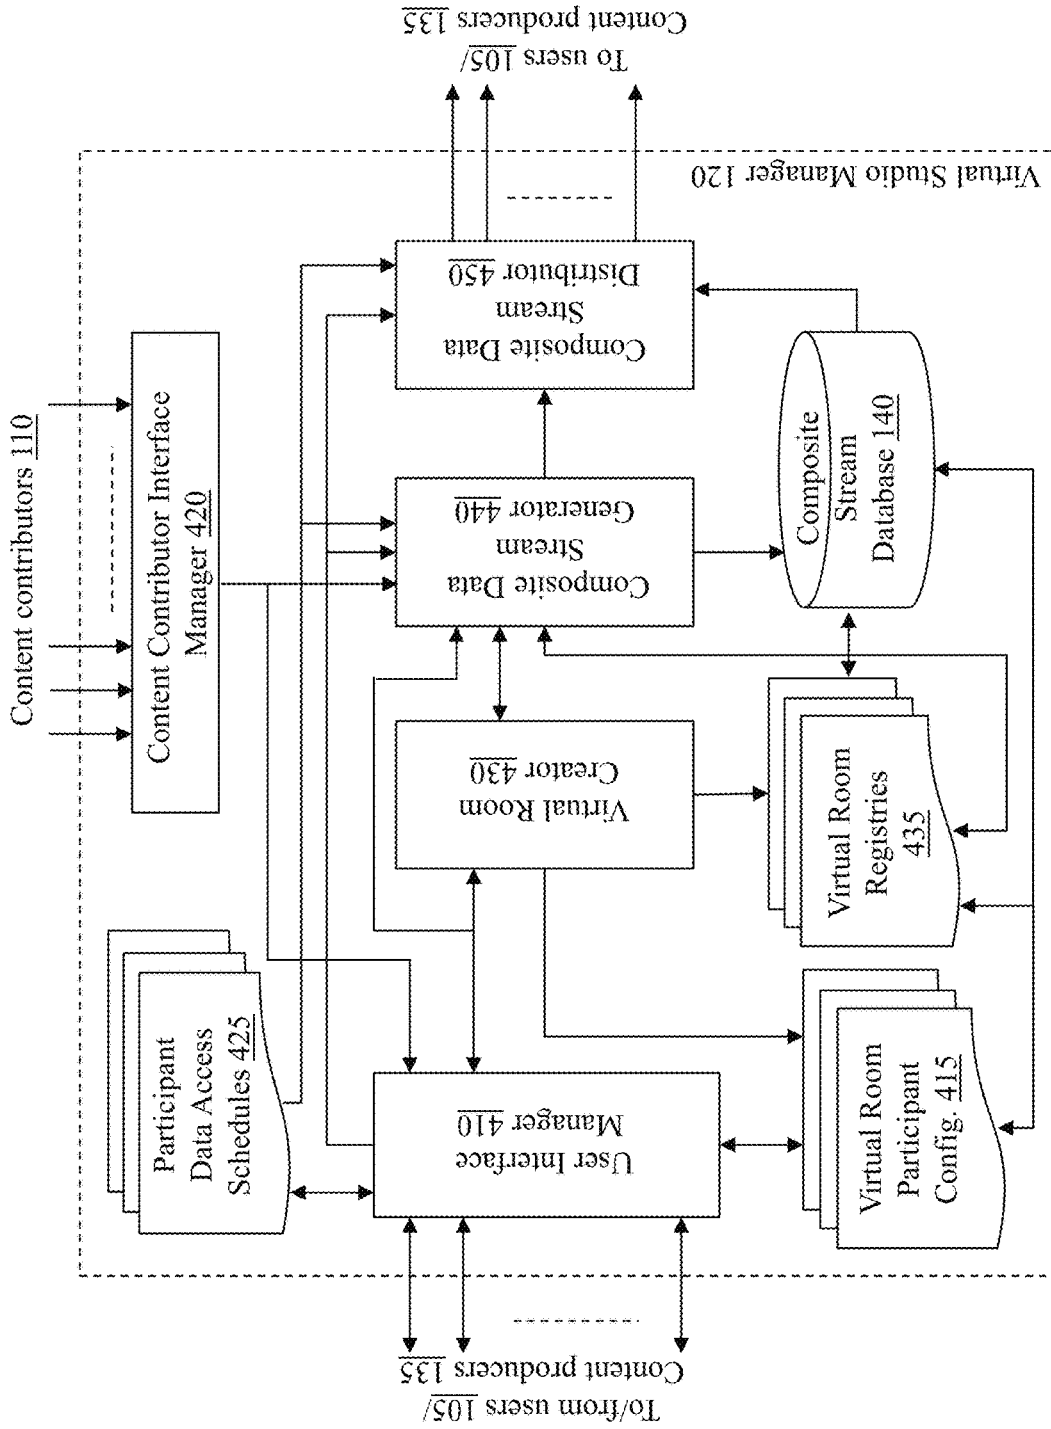 Content contributors 110
Content Contributor Interface
Manager 420
Participant
Data Access
Schedules 425
To/from users 105/
Content producers 135
User Interface
Manager 410
Virtual Room
Creator 430
Composite Data
Stream
Generator 440
Composite Data
Stream
Distributor 450
To users 105/
Content producers 135
Virtual Room
Participant
Config. 415
Virtual Room
Registries
435
Composite
Stream
Database 140
Virtual Studio Manager 120